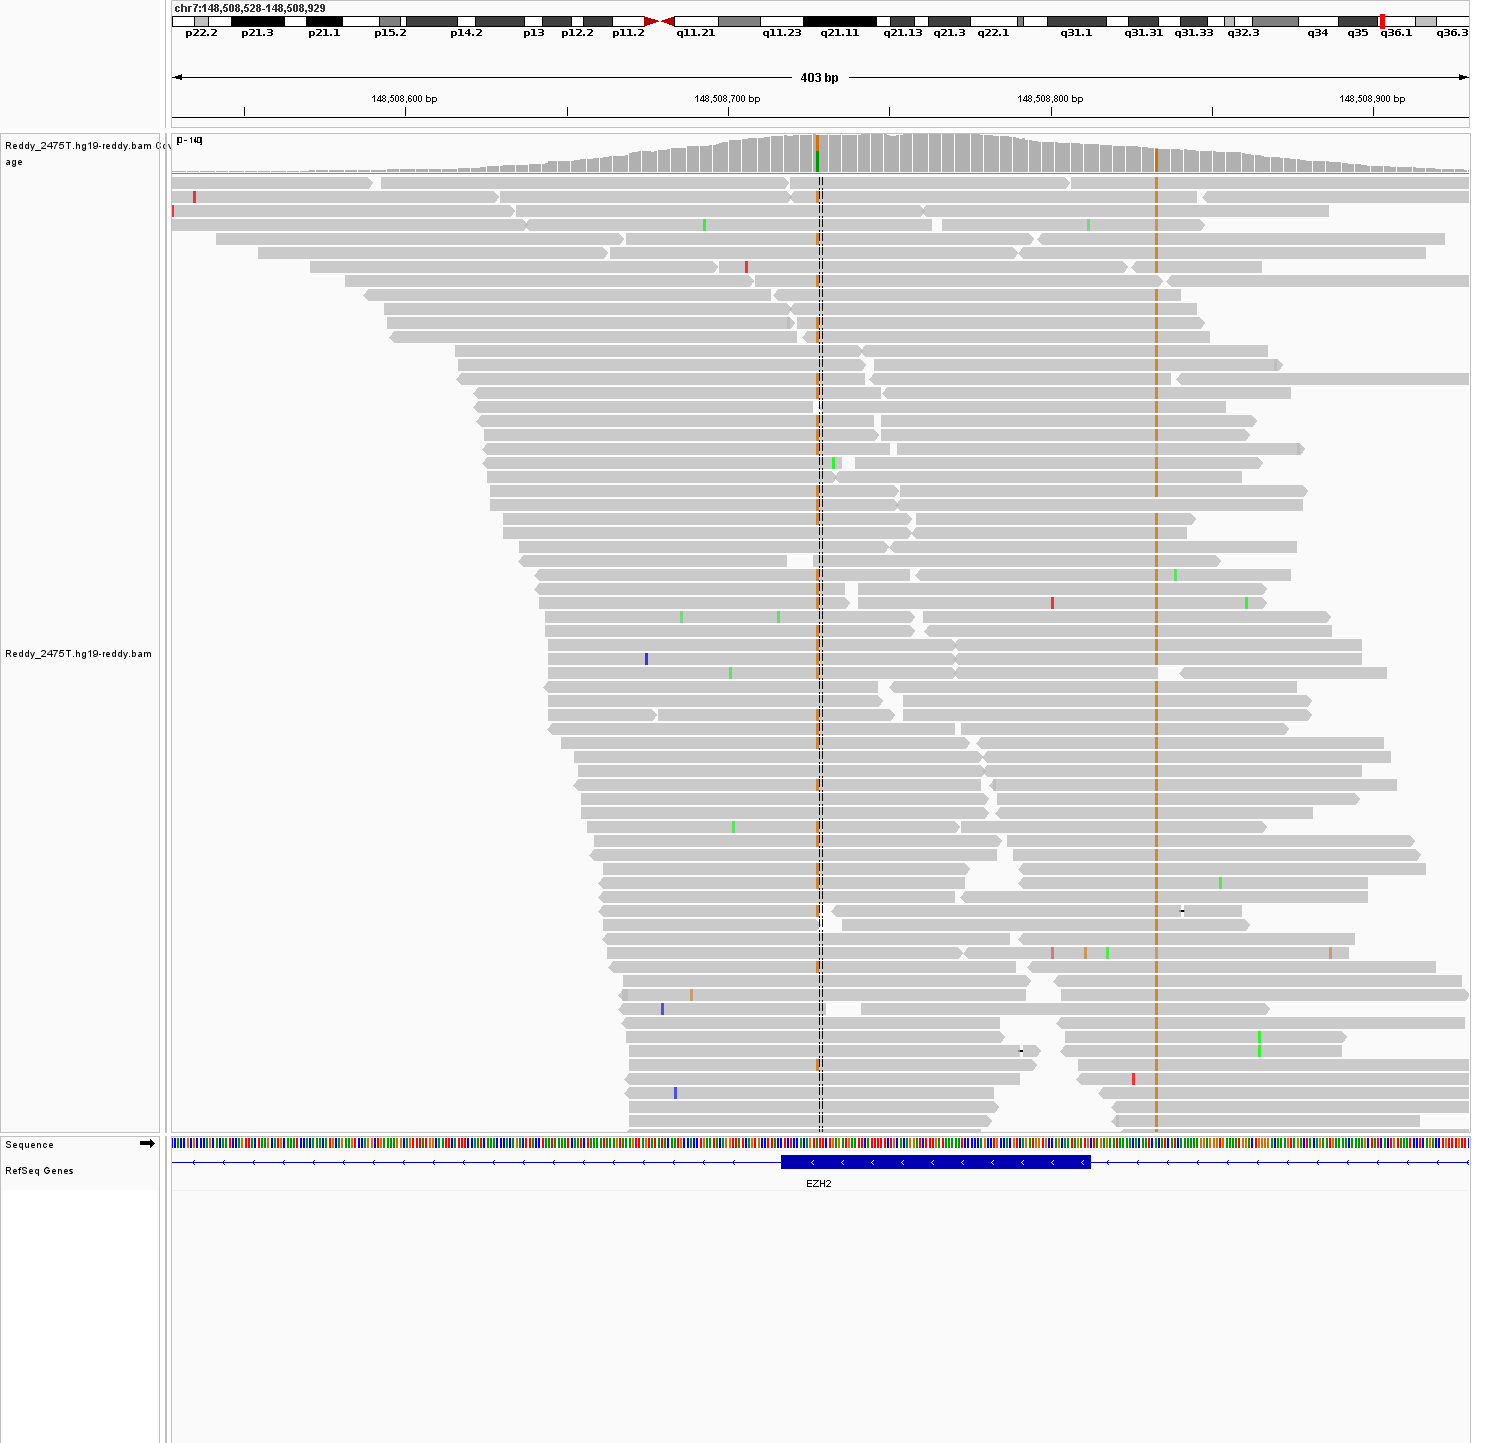 chr7:148,508,528-148,508,929
p22.2 p21.3 p21.1 p15.2 p14.2 p13 p12.2 p11.2 q11.21 q11.23 q21.11 q21.13 q21.3 q22.1 q31.1 q31.31 q31.33 q32.3 q34 q35 q36.1 q36.3
403 bp
148,508,600 bp 148,508,700 bp 148,508,800 bp 148,508,900 bp
Reddy_2475T.hg19-reddy.bam
age
Reddy_2475T.hg19-reddy.bam
Sequence
RefSeq Genes
EZH2